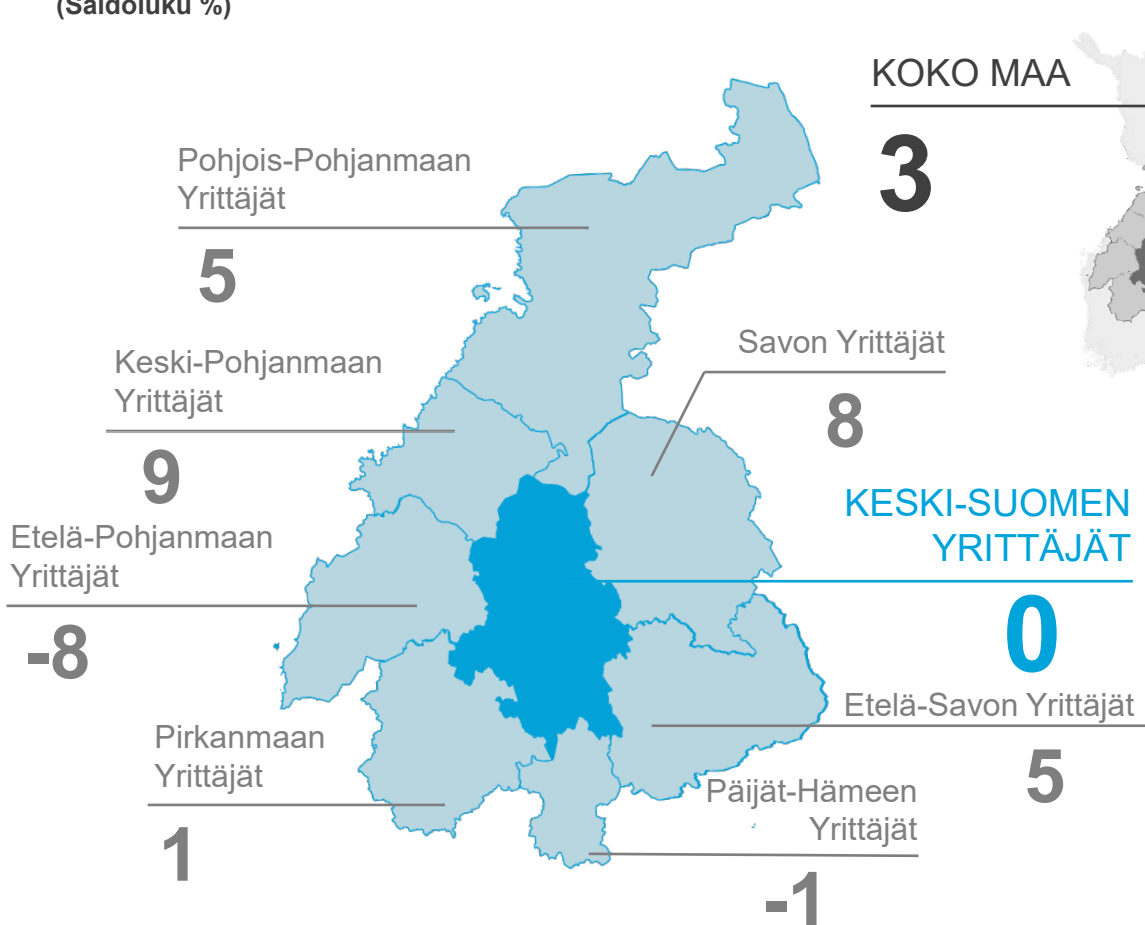 (Saldoluku %)
KOKO MAA
3
Pohjois-Pohjanmaan
Yrittäjät
5
Savon Yrittäjät
8
Keski-Pohjanmaan
Yrittäjät
9
KESKI-SUOMEN
YRITTÄJÄT
0
Etelä-Pohjanmaan
Yrittäjät
-8
Etelä-Savon Yrittäjät
5
Pirkanmaan
Yrittäjät
1
Päijät-Hämeen
Yrittäjät
-1